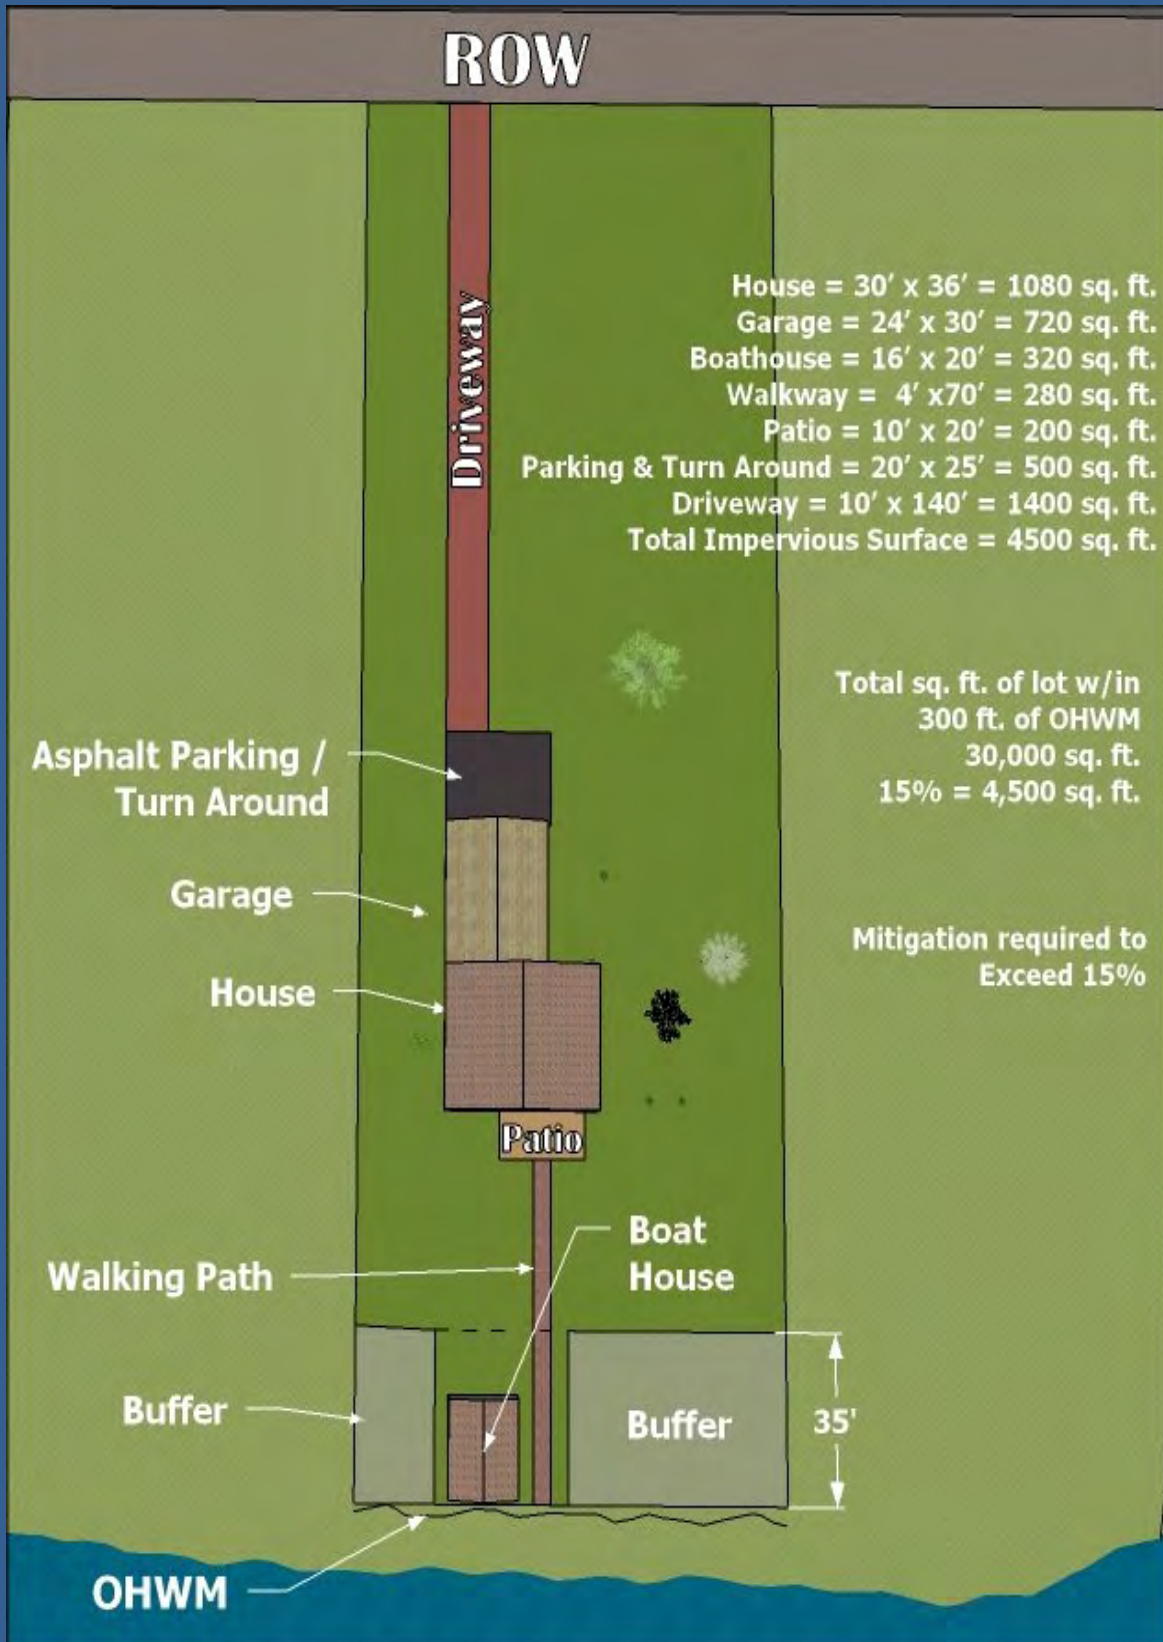 ROW
Driveway
House = 30' x 36' = 1080 sq. ft.
Garage = 24' x 30' = 720 sq. ft.
Boathouse = 16' x 20' = 320 sq. ft.
Walkway = 4' x70' = 280 sq. ft.
Patio = 10' x 20' = 200 sq. ft.
Parking & Turn Around = 20' x 25' = 500 sq. ft.
Driveway = 10' x 140' = 1400 sq. ft.
Total Impervious Surface = 4500 sq. ft.
Total sq. ft. of lot w/in
300 ft. of OHWM
30,000 sq. ft.
15% = 4,500 sq. ft.
Asphalt Parking /
Turn Around
Garage
House
Mitigation required to
Exceed 15%
Patio
Boat
House
Walking Path
Buffer
Buffer
35'
OHWM